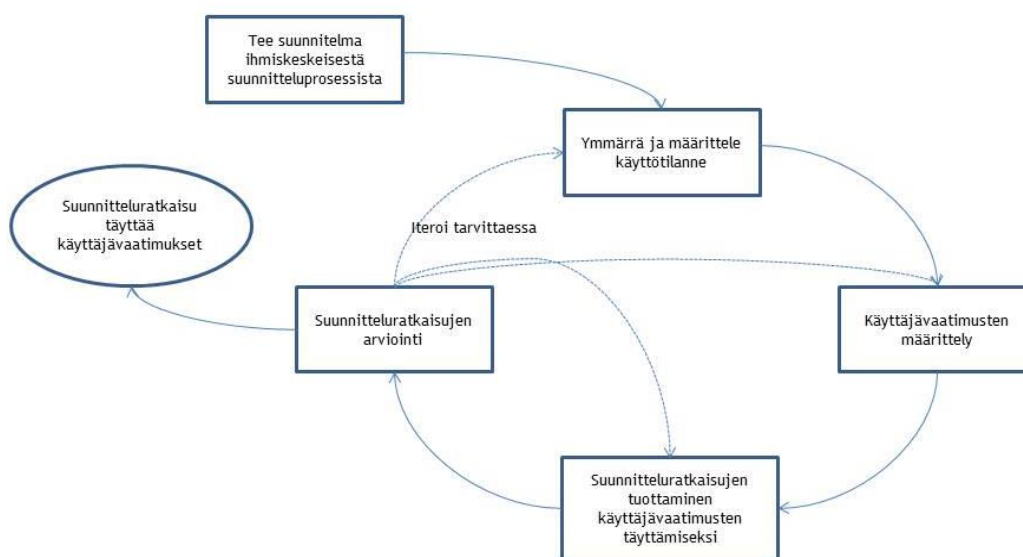 Tee suunnitelma
ihmiskeskeisestä
suunnitteluprosessista
Ymmärrä ja määrittele
käyttötilanne
Suunnitteluratkaisu
täyttää
käyttäjävaatimukset
Iteroi tarvittaessa
Suunnitteluratkaisujen
arviointi
Käyttäjävaatimusten
määrittely
Suunnitteluratkaisujen
tuottaminen
käyttäjävaatimusten
täyttämiseksi